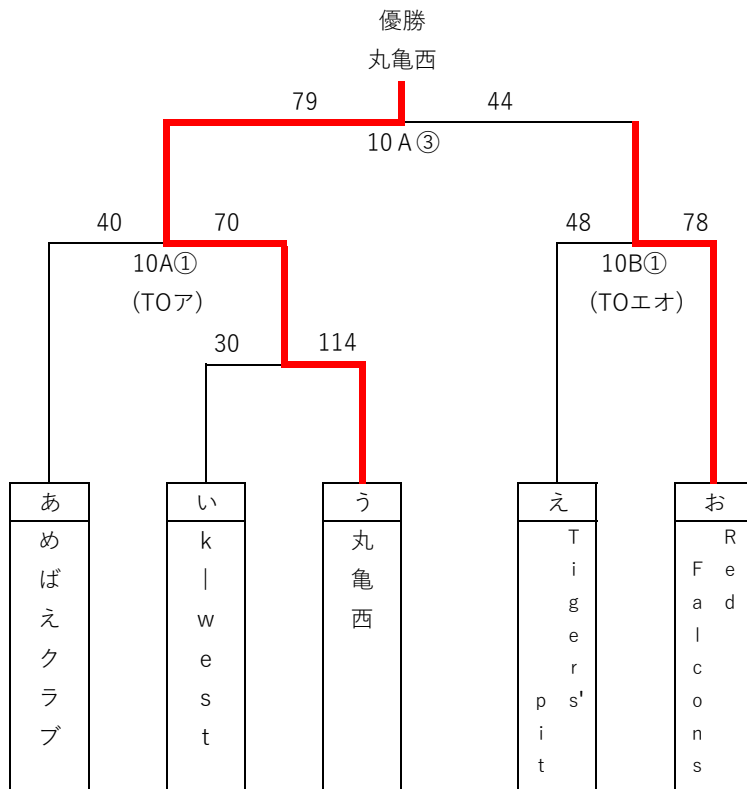 優勝
丸亀西
79 44
10A③
40 70 48 78
10A① 10B①
(TOア) (TOエオ)
30 114
あ い う え お
めばえクラブ
k|west
丸亀西
Tigers'
pit
Red
Falcons